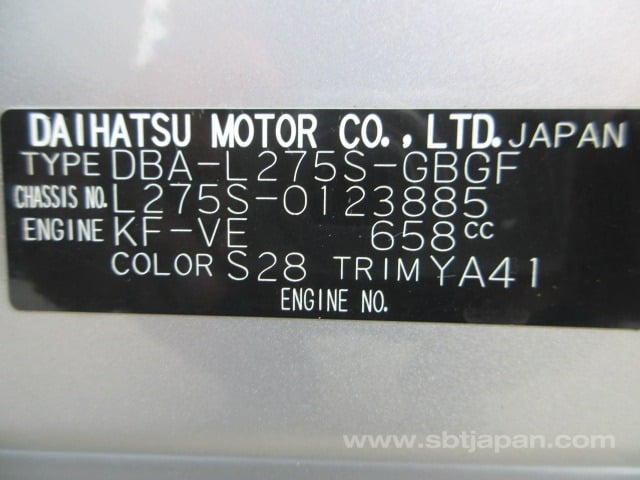 DAIHATSU MOTOR CO., LTD. JAPAN
TYPE DBA-L275S-GBGF
CHASSIS NO. L275S-0123885
ENGINE KF-VE 658cc
COLOR S28 TRIM YA41
ENGINE NO.
www.sbtjapan.com